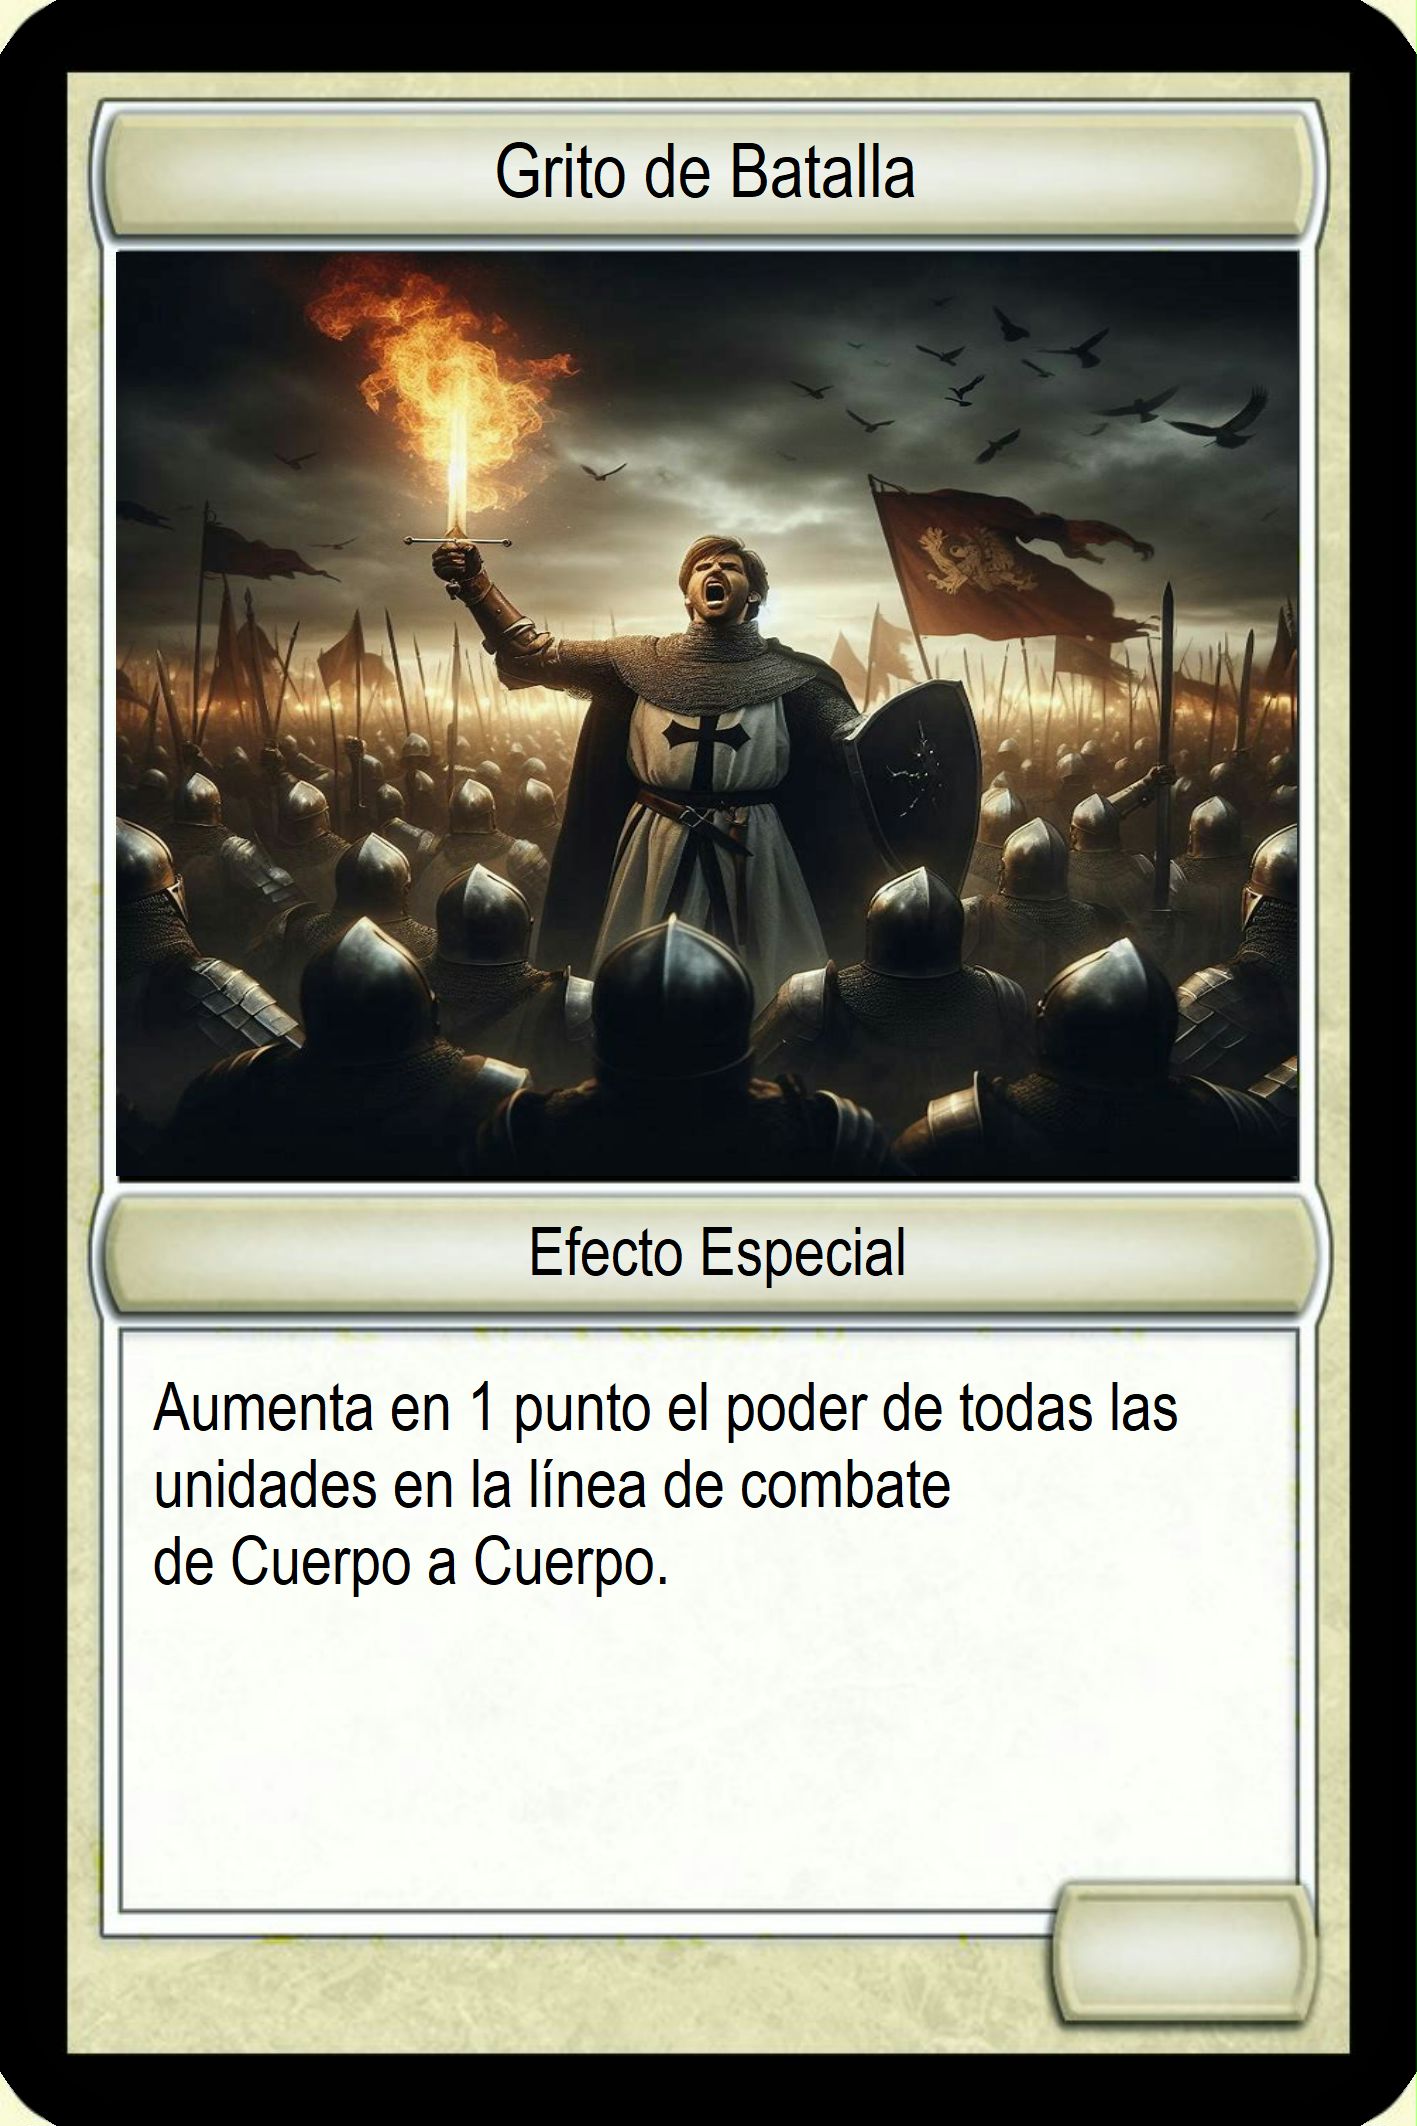 Grito de Batalla
Efecto Especial
Aumenta en 1 punto el poder de todas las
unidades en la línea de combate
de Cuerpo a Cuerpo.